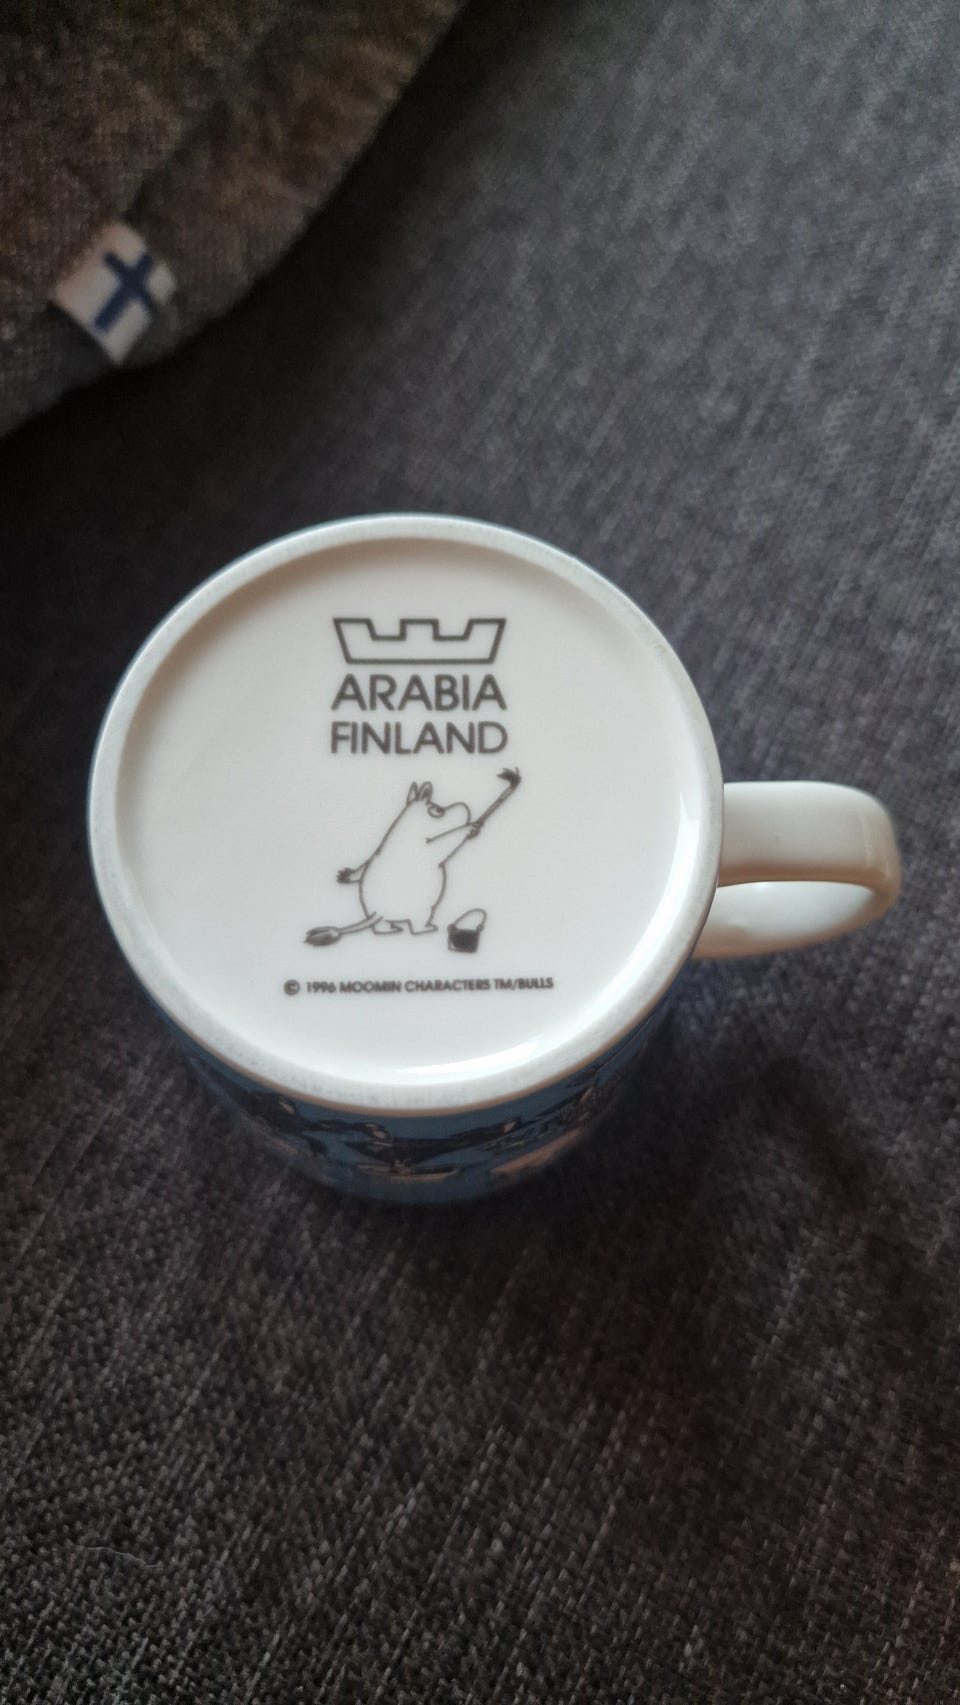 ARABIA
FINLAND
© 1996 MOOMIN CHARACTERS TM/BULLS